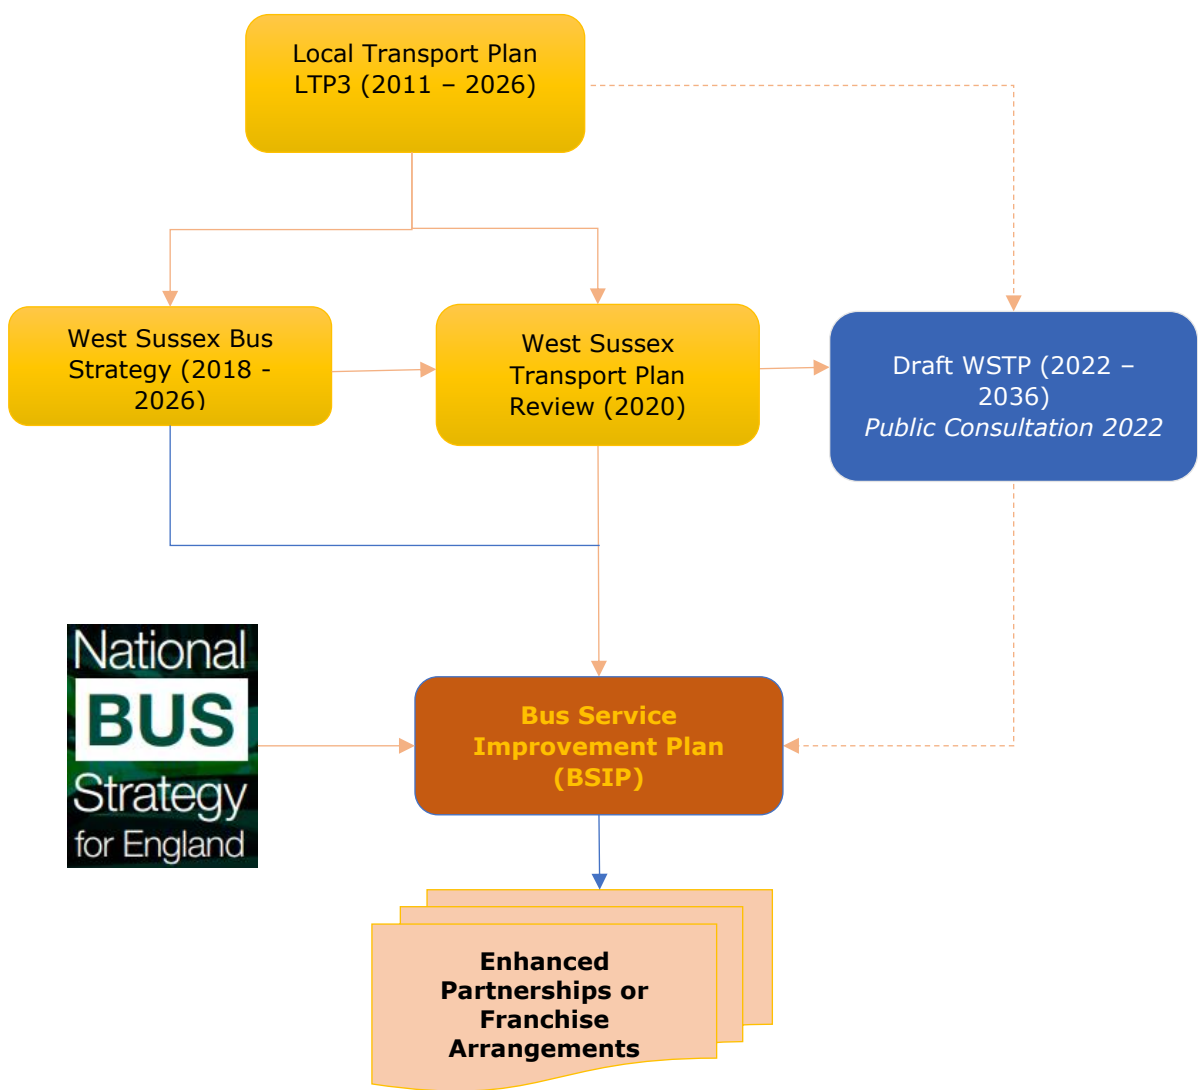 Local Transport Plan
LTP3 (2011 – 2026)
West Sussex Bus
Strategy (2018 -
2026)
West Sussex
Transport Plan
Review (2020)
Draft WSTP (2022 –
2036)
Public Consultation 2022
National
BUS
Strategy
for England
Bus Service
Improvement Plan
(BSIP)
Enhanced
Partnerships or
Franchise
Arrangements